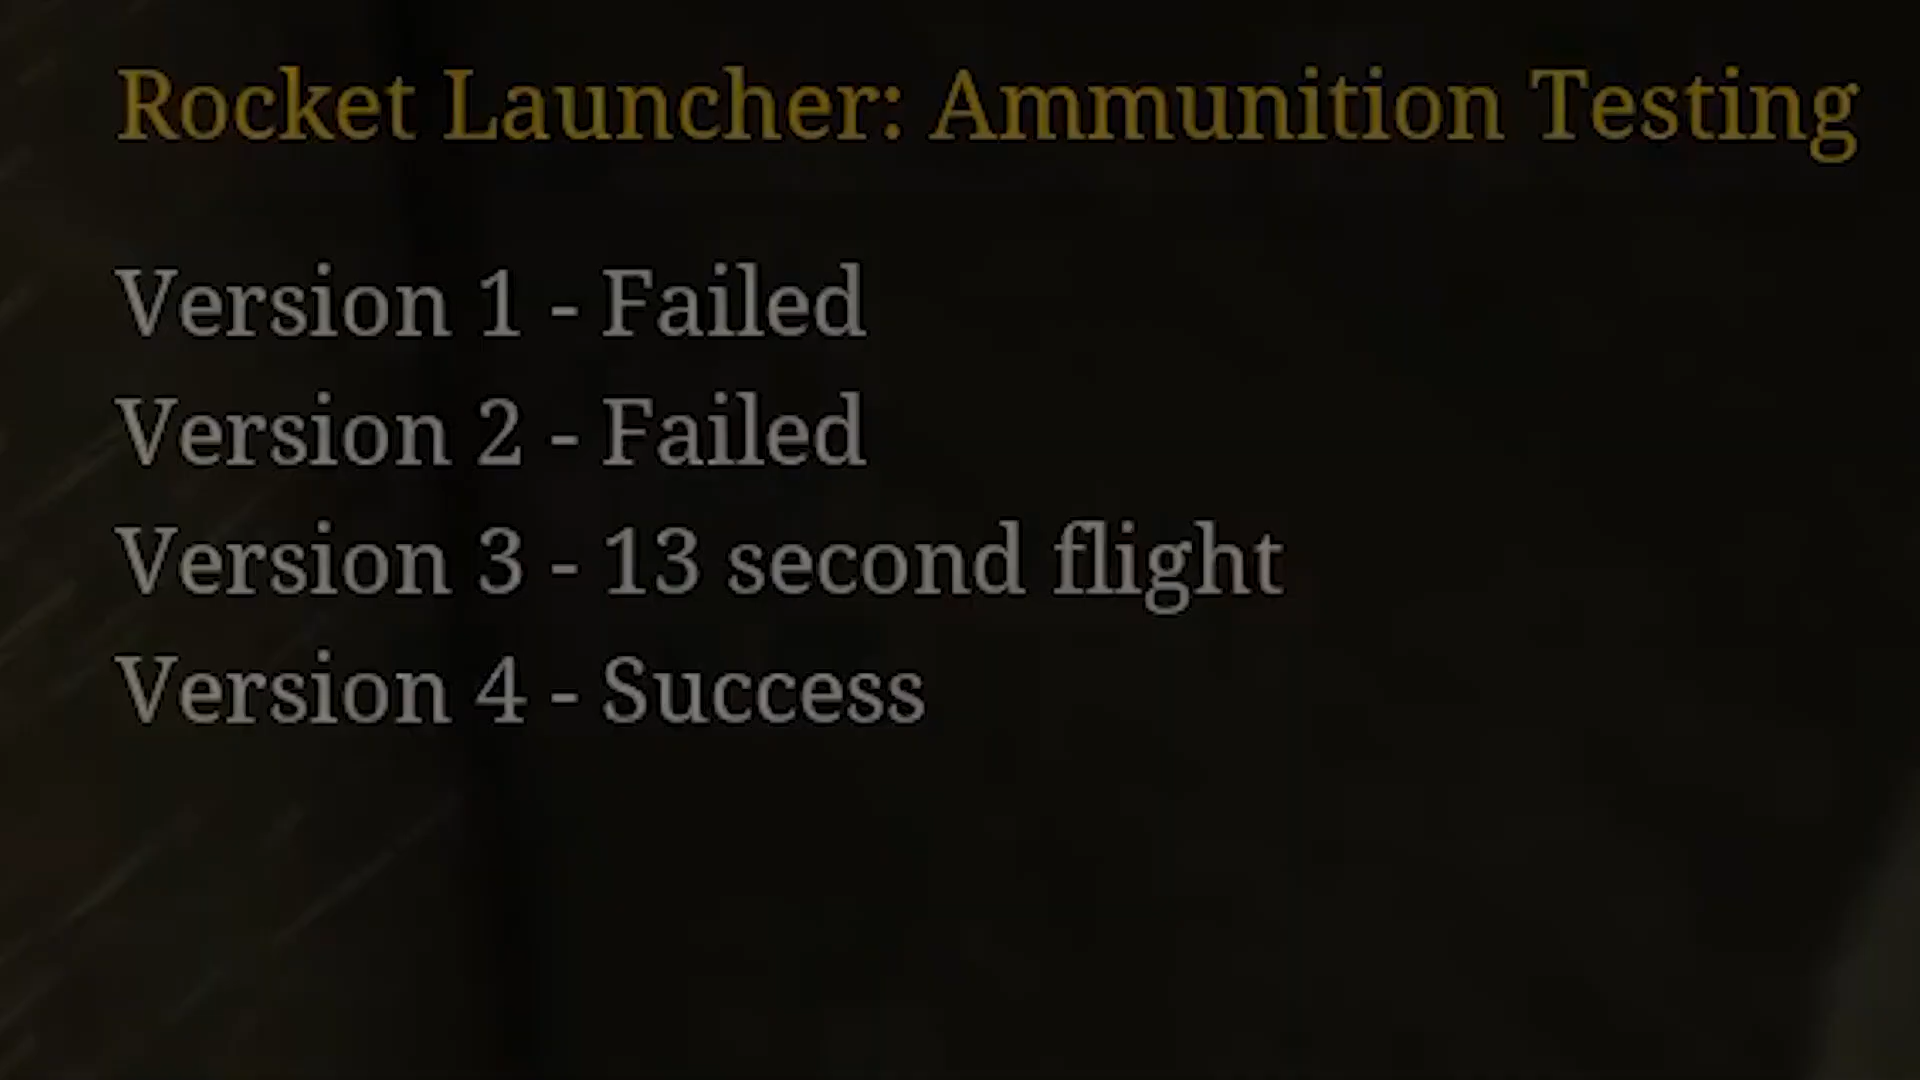 Rocket Launcher: Ammunition Testing
Version 1 - Failed
Version 2 - Failed
Version 3 - 13 second flight
Version 4 - Success